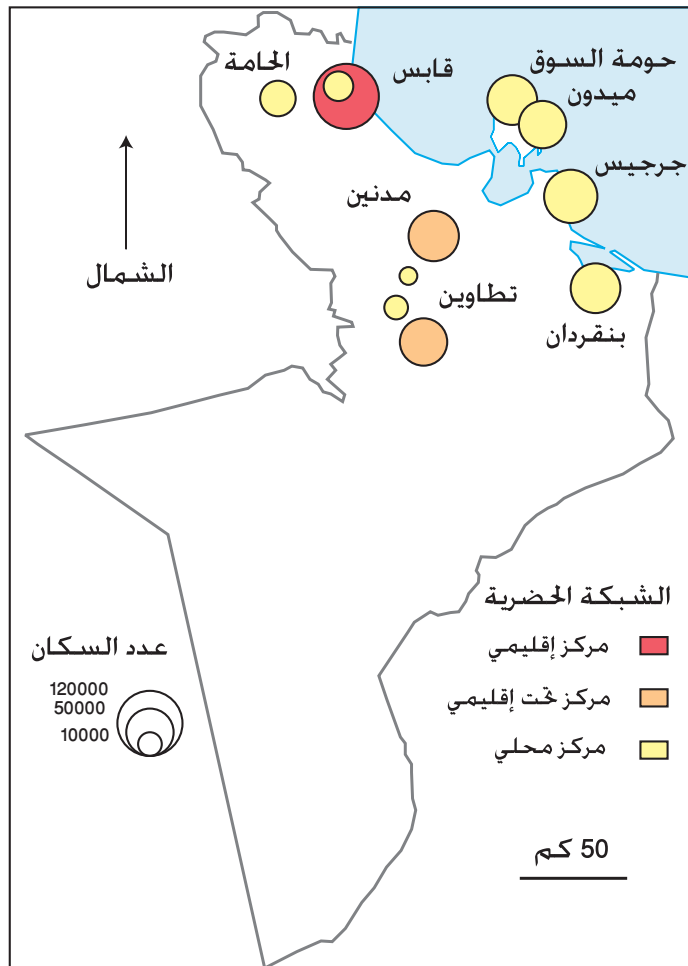 الحامة
قابس
حومة السوق
ميدون
جرجيس
مدنين
الشمال
تطاوين
بنقردان
الشبكة الحضرية
مركز إقليمي
مركز تحت إقليمي
مركز محلي
عدد السكان
120000
50000
10000
50 كم